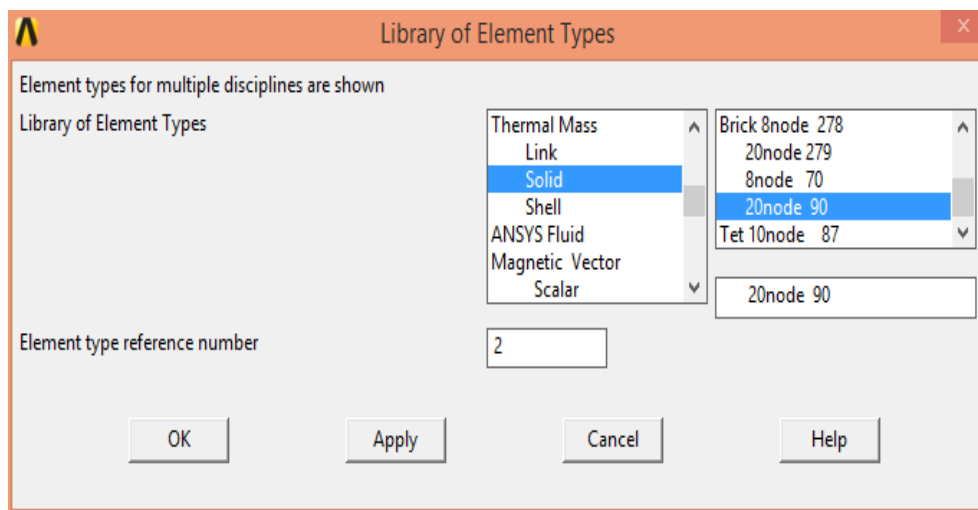 Library of Element Types
Element types for multiple disciplines are shown
Library of Element Types
Thermal Mass
Link
Solid
Shell
ANSYS Fluid
Magnetic Vector
Scalar
Brick 8node 278
20node 279
8node 70
20node 90
Tet 10node 87
20node 90
Element type reference number
2
OK
Apply
Cancel
Help